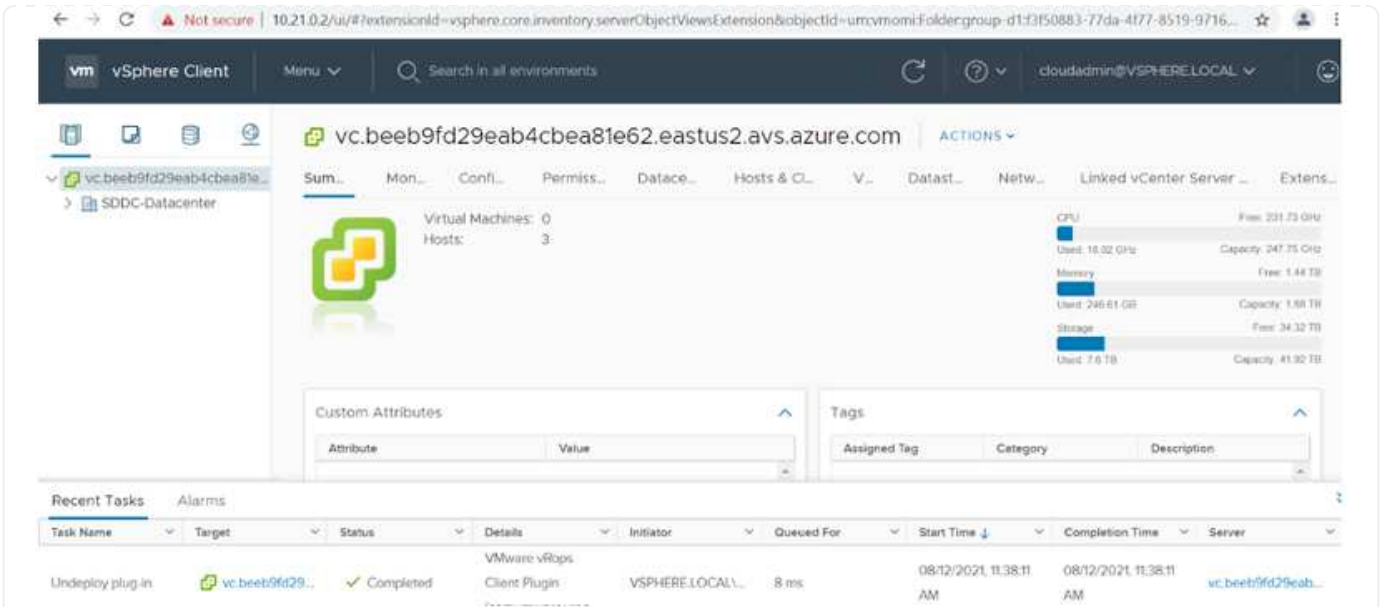 Not secure | 10.21.0.2/ui/#?extensionId=vsphere.core.inventory.serverObjectViewsExtension&objectId=urn:vmomi:Folder:group-d1:f3f50883-77da-4f77-8519-9716...
vm vSphere Client Menu Search in all environments cloudadmin@VSPHERE.LOCAL
vc.beeb9fd29eab4cbea81e62.eastus2.avs.azure.com ACTIONS
vc.beeb9fd29eab4cbea81e...
SDDC-Datacenter
Sum... Mon... Confi... Permiss... Datace... Hosts & Cl... V... Datast... Netw... Linked vCenter Server ... Extens...
Virtual Machines: 0
Hosts: 3
CPU Free: 231.73 GHz
Used: 16.02 GHz Capacity: 247.75 GHz
Memory Free: 1.44 TB
Used: 246.61 GB Capacity: 1.68 TB
Storage Free: 34.32 TB
Used: 7.6 TB Capacity: 41.92 TB
Custom Attributes
Attribute Value
Tags
Assigned Tag Category Description
Recent Tasks Alarms
Task Name Target Status Details Initiator Queued For Start Time Completion Time Server
Undeploy plug-in vc.beeb9fd29... Completed VMware vRops Client Plugin VSPHERE.LOCAL\... 8 ms 08/12/2021, 11:38:11 AM 08/12/2021, 11:38:11 AM vc.beeb9fd29eab...